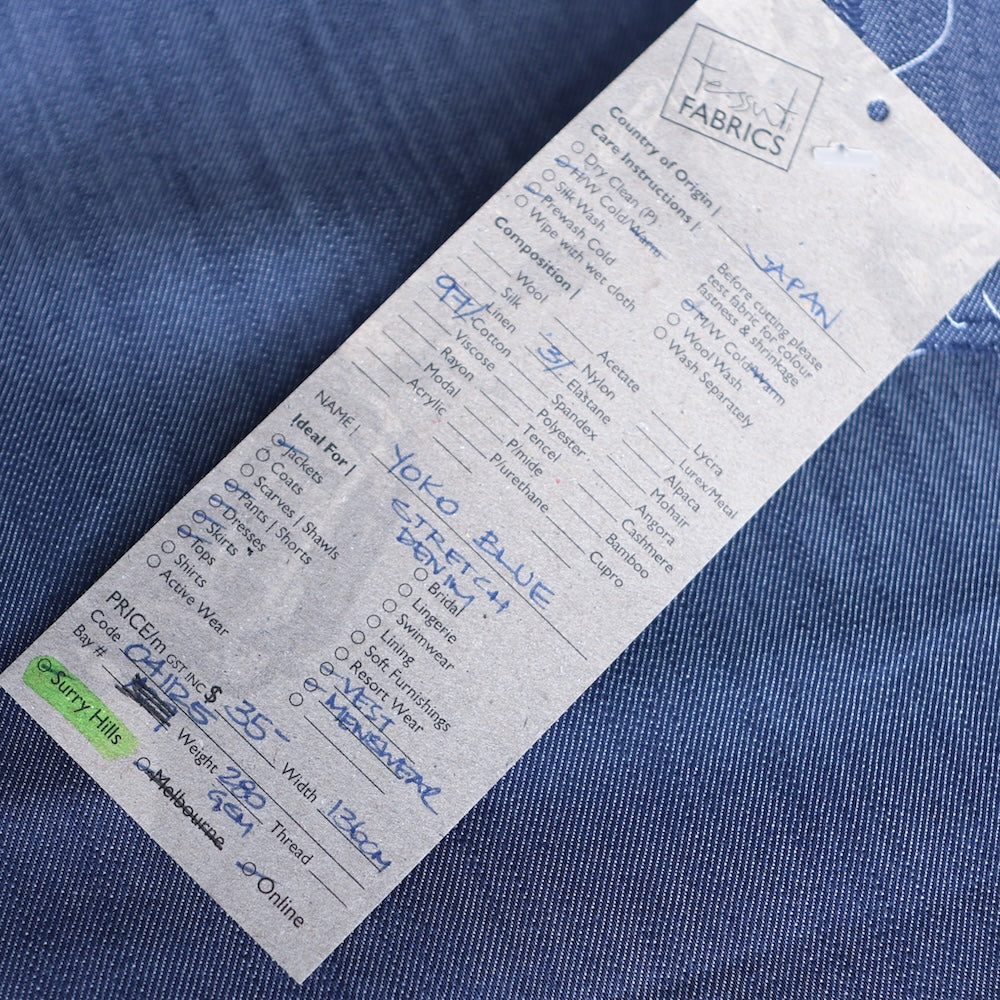 Tessuti
FABRICS
Country of Origin | JAPAN
Care Instructions |
Dry Clean (P)
H/W Cold/Warm
Silk Wash
Prewash Cold
Wipe with wet cloth
Before cutting please
test fabric for colour
fastness & shrinkage
M/W Cold/Warm
Wool Wash
Wash Separately
Composition |
Wool
Silk
Linen
97/ Cotton
Viscose
Rayon
Modal
Acrylic
Acetate
Nylon
3/ Elastane
Spandex
Polyester
Tencel
P/mide
P/urethane
Lycra
Lurex/Metal
Alpaca
Mohair
Angora
Cashmere
Bamboo
Cupro
NAME | YOKO BLUE
STRETCH
DENIM
Ideal For |
Jackets
Coats
Scarves | Shawls
Pants | Shorts
Dresses
Skirts
Tops
Shirts
Active Wear
Bridal
Lingerie
Swimwear
Lining
Soft Furnishings
Resort Wear
VEST
MENSWEAR
PRICE/m GST INC $ 35-
Code 04125 Width 136CM
Bay # Weight 280 GSM Thread
Surry Hills
Melbourne
Online